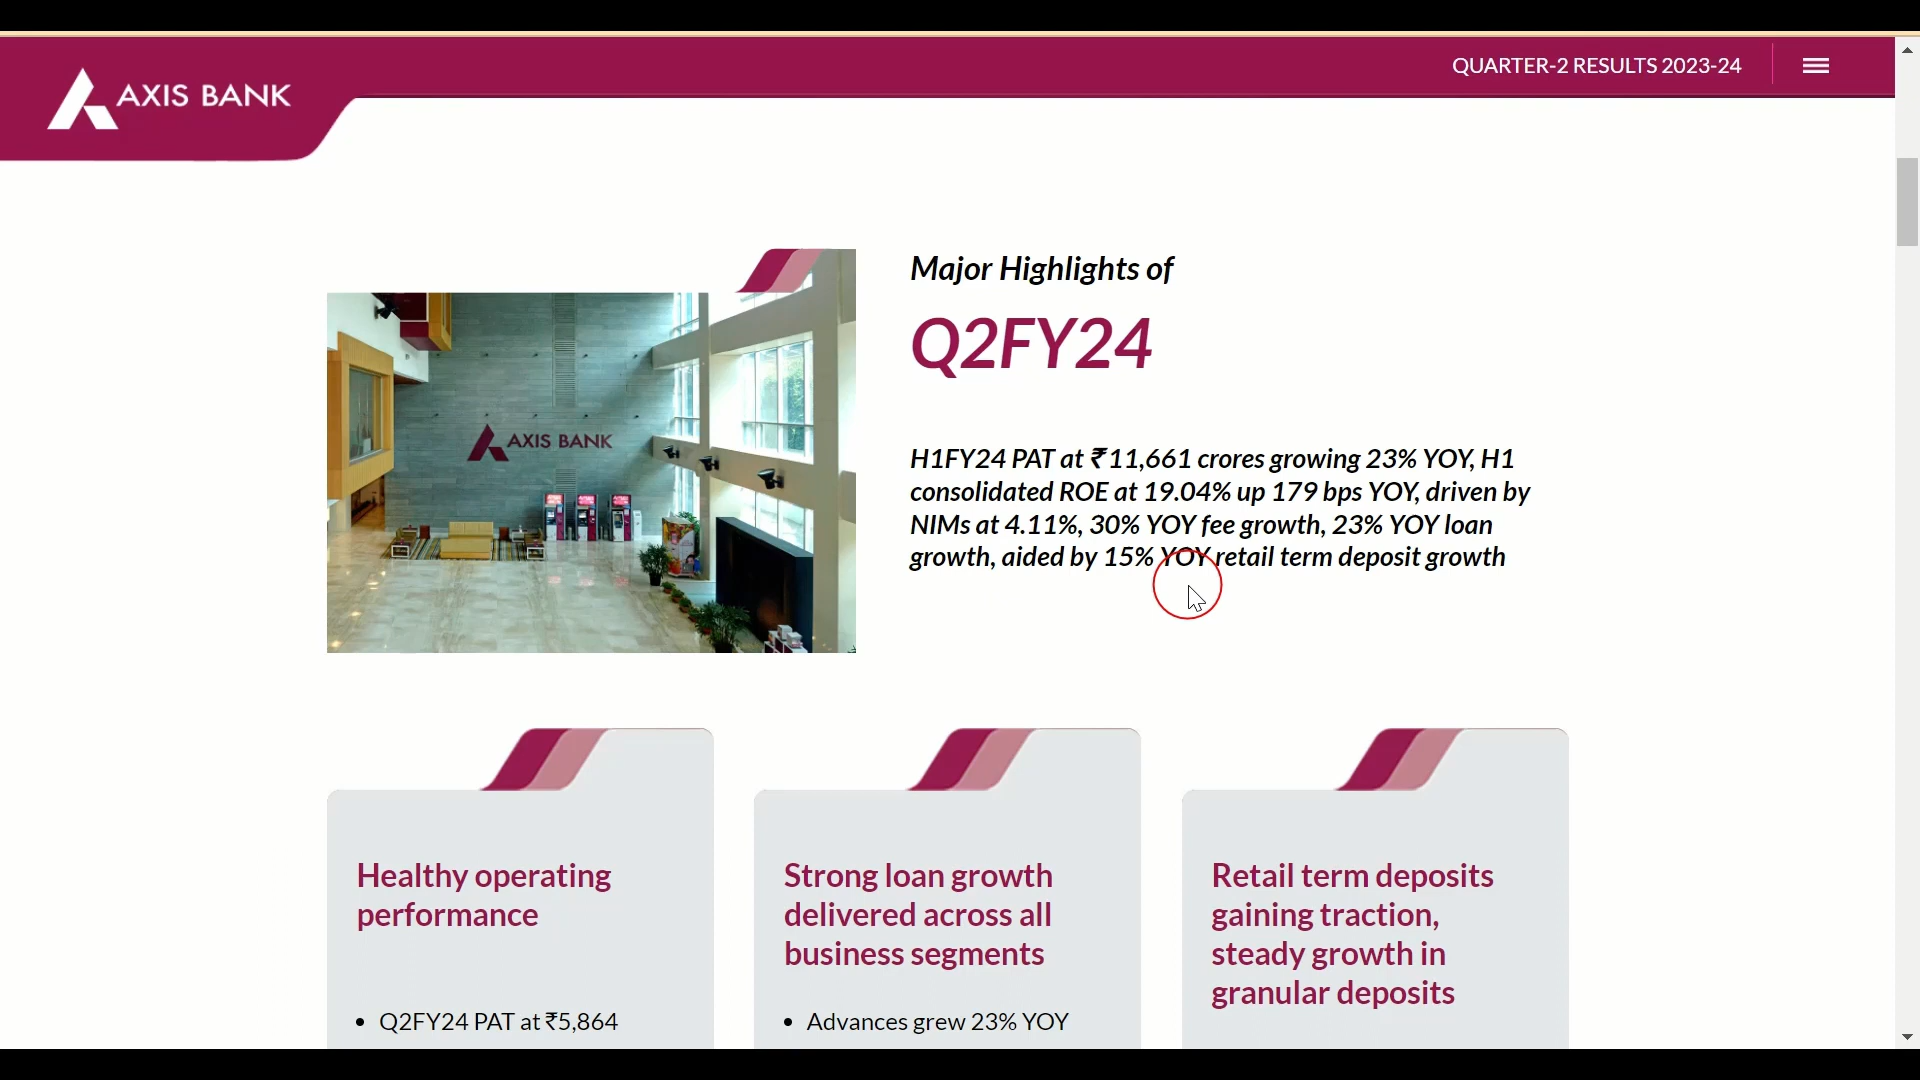 AXIS BANK
QUARTER-2 RESULTS 2023-24
Major Highlights of
Q2FY24
AXIS BANK
H1FY24 PAT at ₹11,661 crores growing 23% YOY, H1
consolidated ROE at 19.04% up 179 bps YOY, driven by
NIMs at 4.11%, 30% YOY fee growth, 23% YOY loan
growth, aided by 15% YOY retail term deposit growth
Healthy operating
performance
• Q2FY24 PAT at ₹5,864
Strong loan growth
delivered across all
business segments
• Advances grew 23% YOY
Retail term deposits
gaining traction,
steady growth in
granular deposits